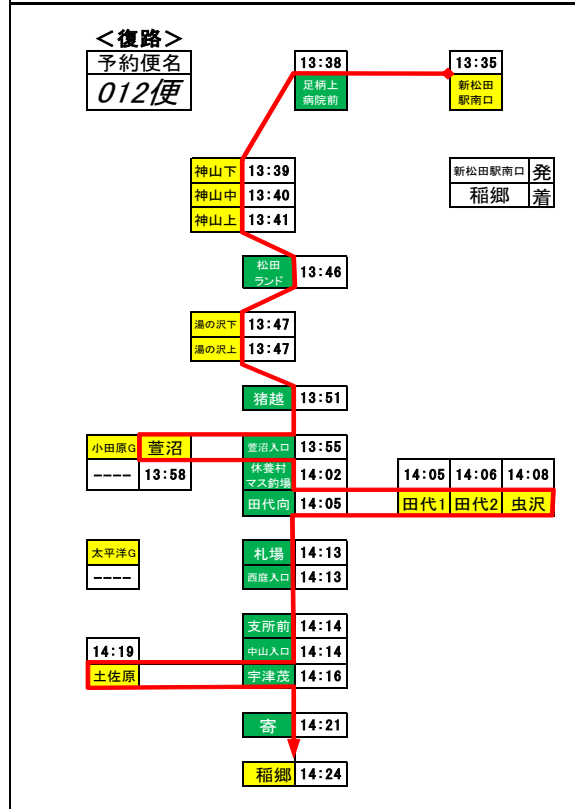 ＜復路＞
予約便名
012便
13:38
足柄上
病院前
13:35
新松田
駅南口
新松田駅南口 発
稲郷 着
神山下 13:39
神山中 13:40
神山上 13:41
松田
ランド
13:46
湯の沢下 13:47
湯の沢上 13:47
猪越 13:51
小田原G 萱沼
---- 13:58
萱沼入口 13:55
休養村
マス釣場
14:02
田代向 14:05
14:05 14:06 14:08
田代1 田代2 虫沢
太平洋G
----
札場 14:13
西庭入口 14:13
支所前 14:14
中山入口 14:14
宇津茂 14:16
14:19
土佐原
寄 14:21
稲郷 14:24